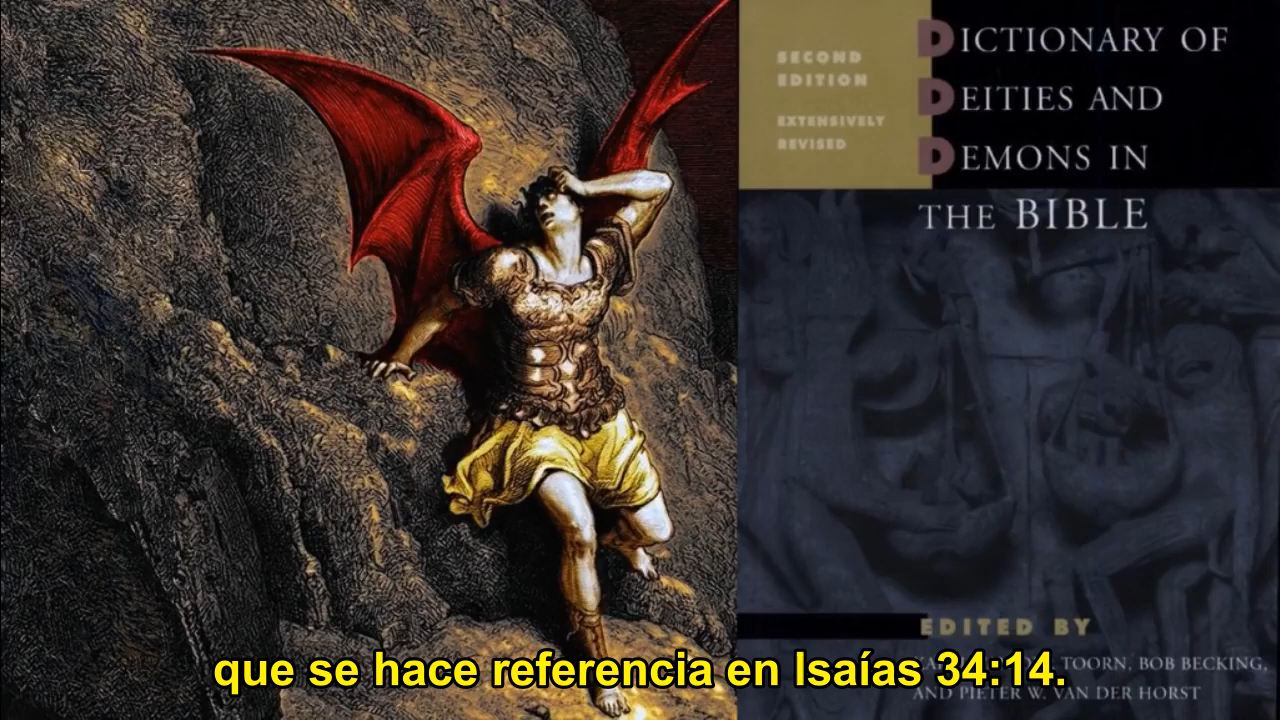 SECOND
EDITION
EXTENSIVELY
REVISED
DICTIONARY OF
DEITIES AND
DEMONS IN
THE BIBLE
EDITED BY
TOORN, BOB BECKING,
AND PIETER W. VAN DER HORST
que se hace referencia en Isaías 34:14.